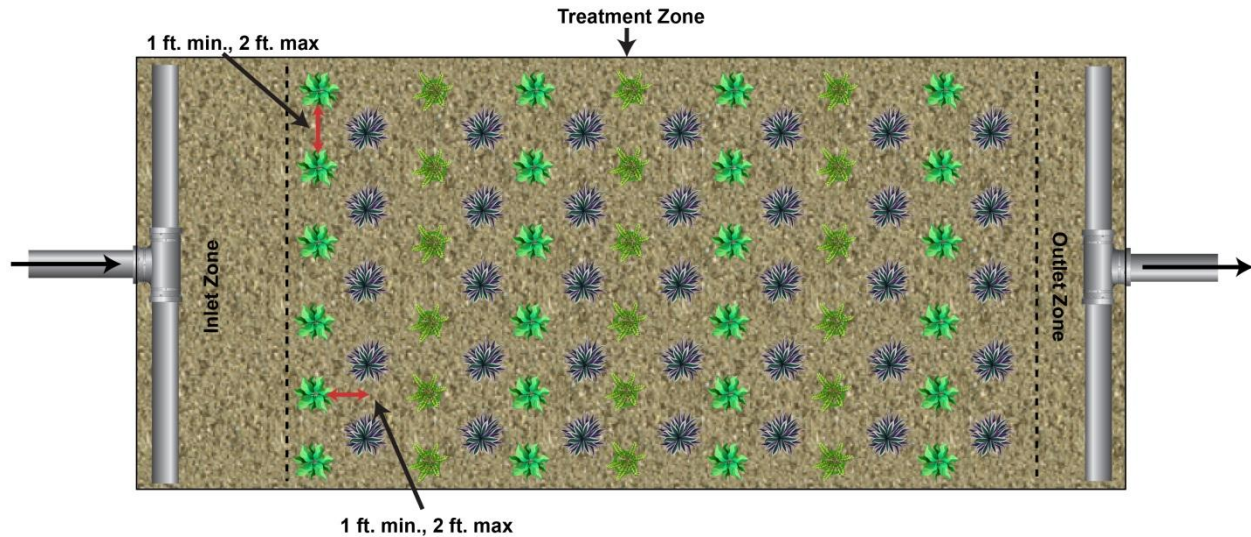 Treatment Zone
1 ft. min., 2 ft. max
Inlet Zone
Outlet Zone
1 ft. min., 2 ft. max